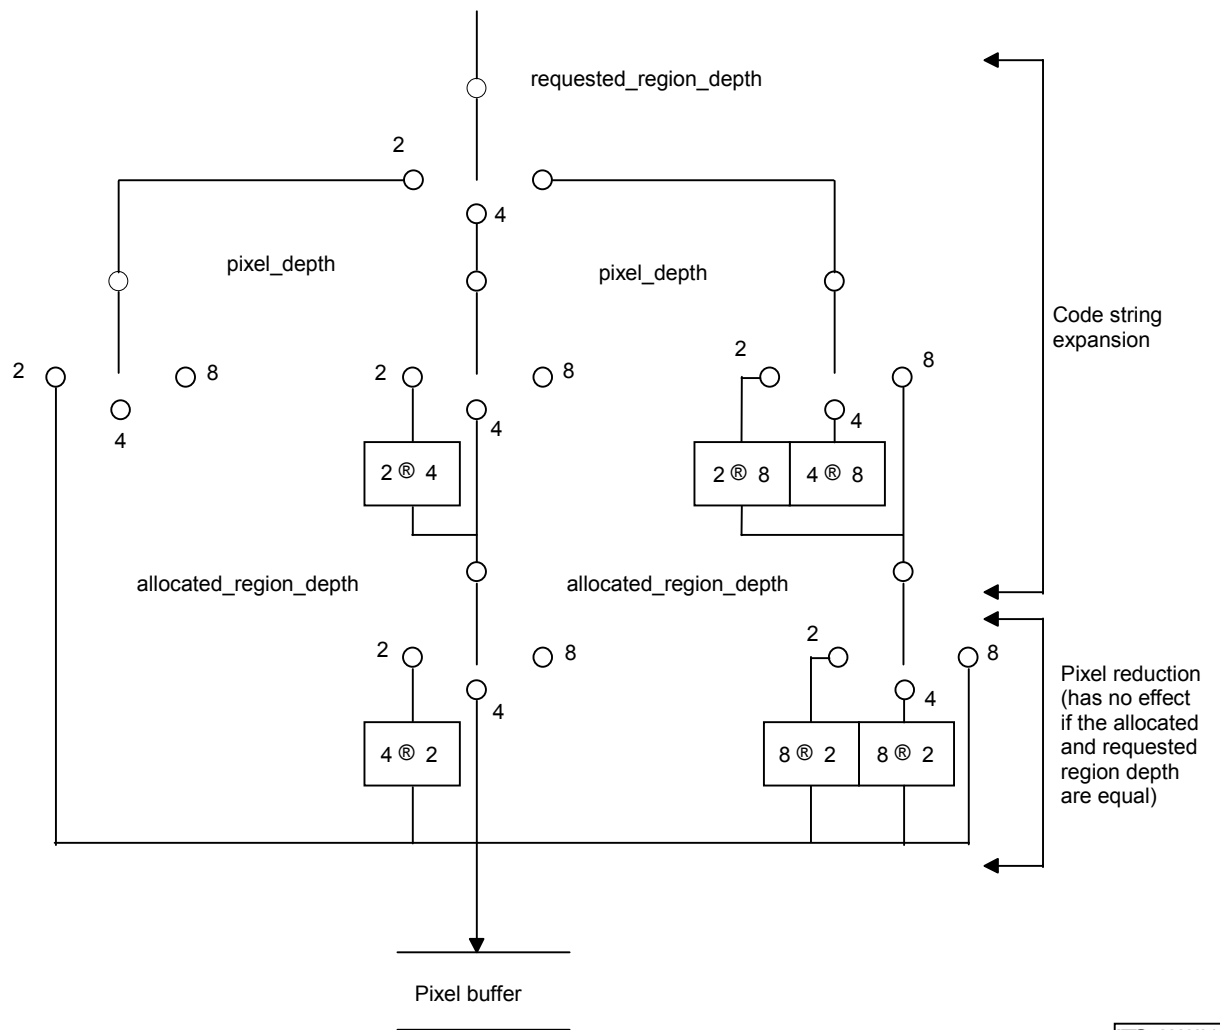 requested_region_depth
2
4
pixel_depth
pixel_depth
2
8
4
2
8
4
2
8
4
Code string
expansion
2 ® 4
2 ® 8
4 ® 8
allocated_region_depth
allocated_region_depth
2
8
4
2
8
4
Pixel reduction
(has no effect
if the allocated
and requested
region depth
are equal)
4 ® 2
8 ® 2
8 ® 2
Pixel buffer